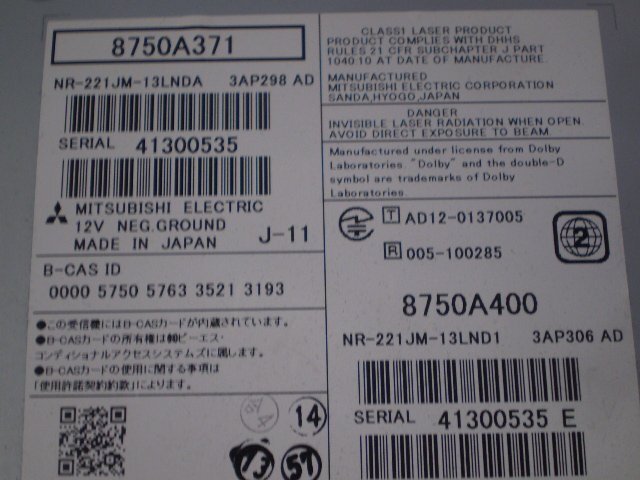 8750A371
NR-221JM-13LNDA 3AP298 AD
SERIAL 41300535
MITSUBISHI ELECTRIC
12V NEG.GROUND
MADE IN JAPAN J-11
B-CAS ID
0000 5750 5763 3521 3193
●この受信機にはB-CASカードが内蔵されています。
●B-CASカードの所有権は㈱ビーエス・
コンディショナルアクセスシステムズに属します。
●B-CASカードの使用に関する事項は
「使用許諾契約約款」によります。
14
73 57
CLASS1 LASER PRODUCT
PRODUCT COMPLIES WITH DHHS
RULES 21 CFR SUBCHAPTER J PART
1040.10 AT DATE OF MANUFACTURE.
MANUFACTURED
MITSUBISHI ELECTRIC CORPORATION
SANDA,HYOGO,JAPAN
DANGER
INVISIBLE LASER RADIATION WHEN OPEN.
AVOID DIRECT EXPOSURE TO BEAM
Manufactured under license from Dolby
Laboratories. "Dolby" and the double-D
symbol are trademarks of Dolby
Laboratories.
T AD12-0137005
R 005-100285
2
8750A400
NR-221JM-13LND1 3AP306 AD
SERIAL 41300535 E